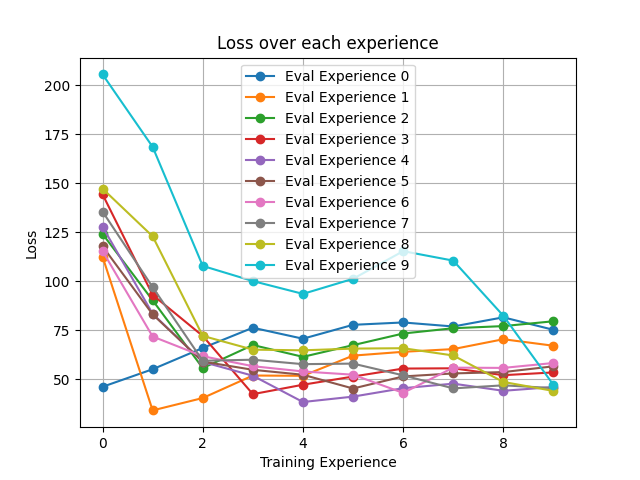 Loss over each experience
200
175
150
125
100
75
50
Loss
0
2
4
6
8
Training Experience
Eval Experience 0
Eval Experience 1
Eval Experience 2
Eval Experience 3
Eval Experience 4
Eval Experience 5
Eval Experience 6
Eval Experience 7
Eval Experience 8
Eval Experience 9